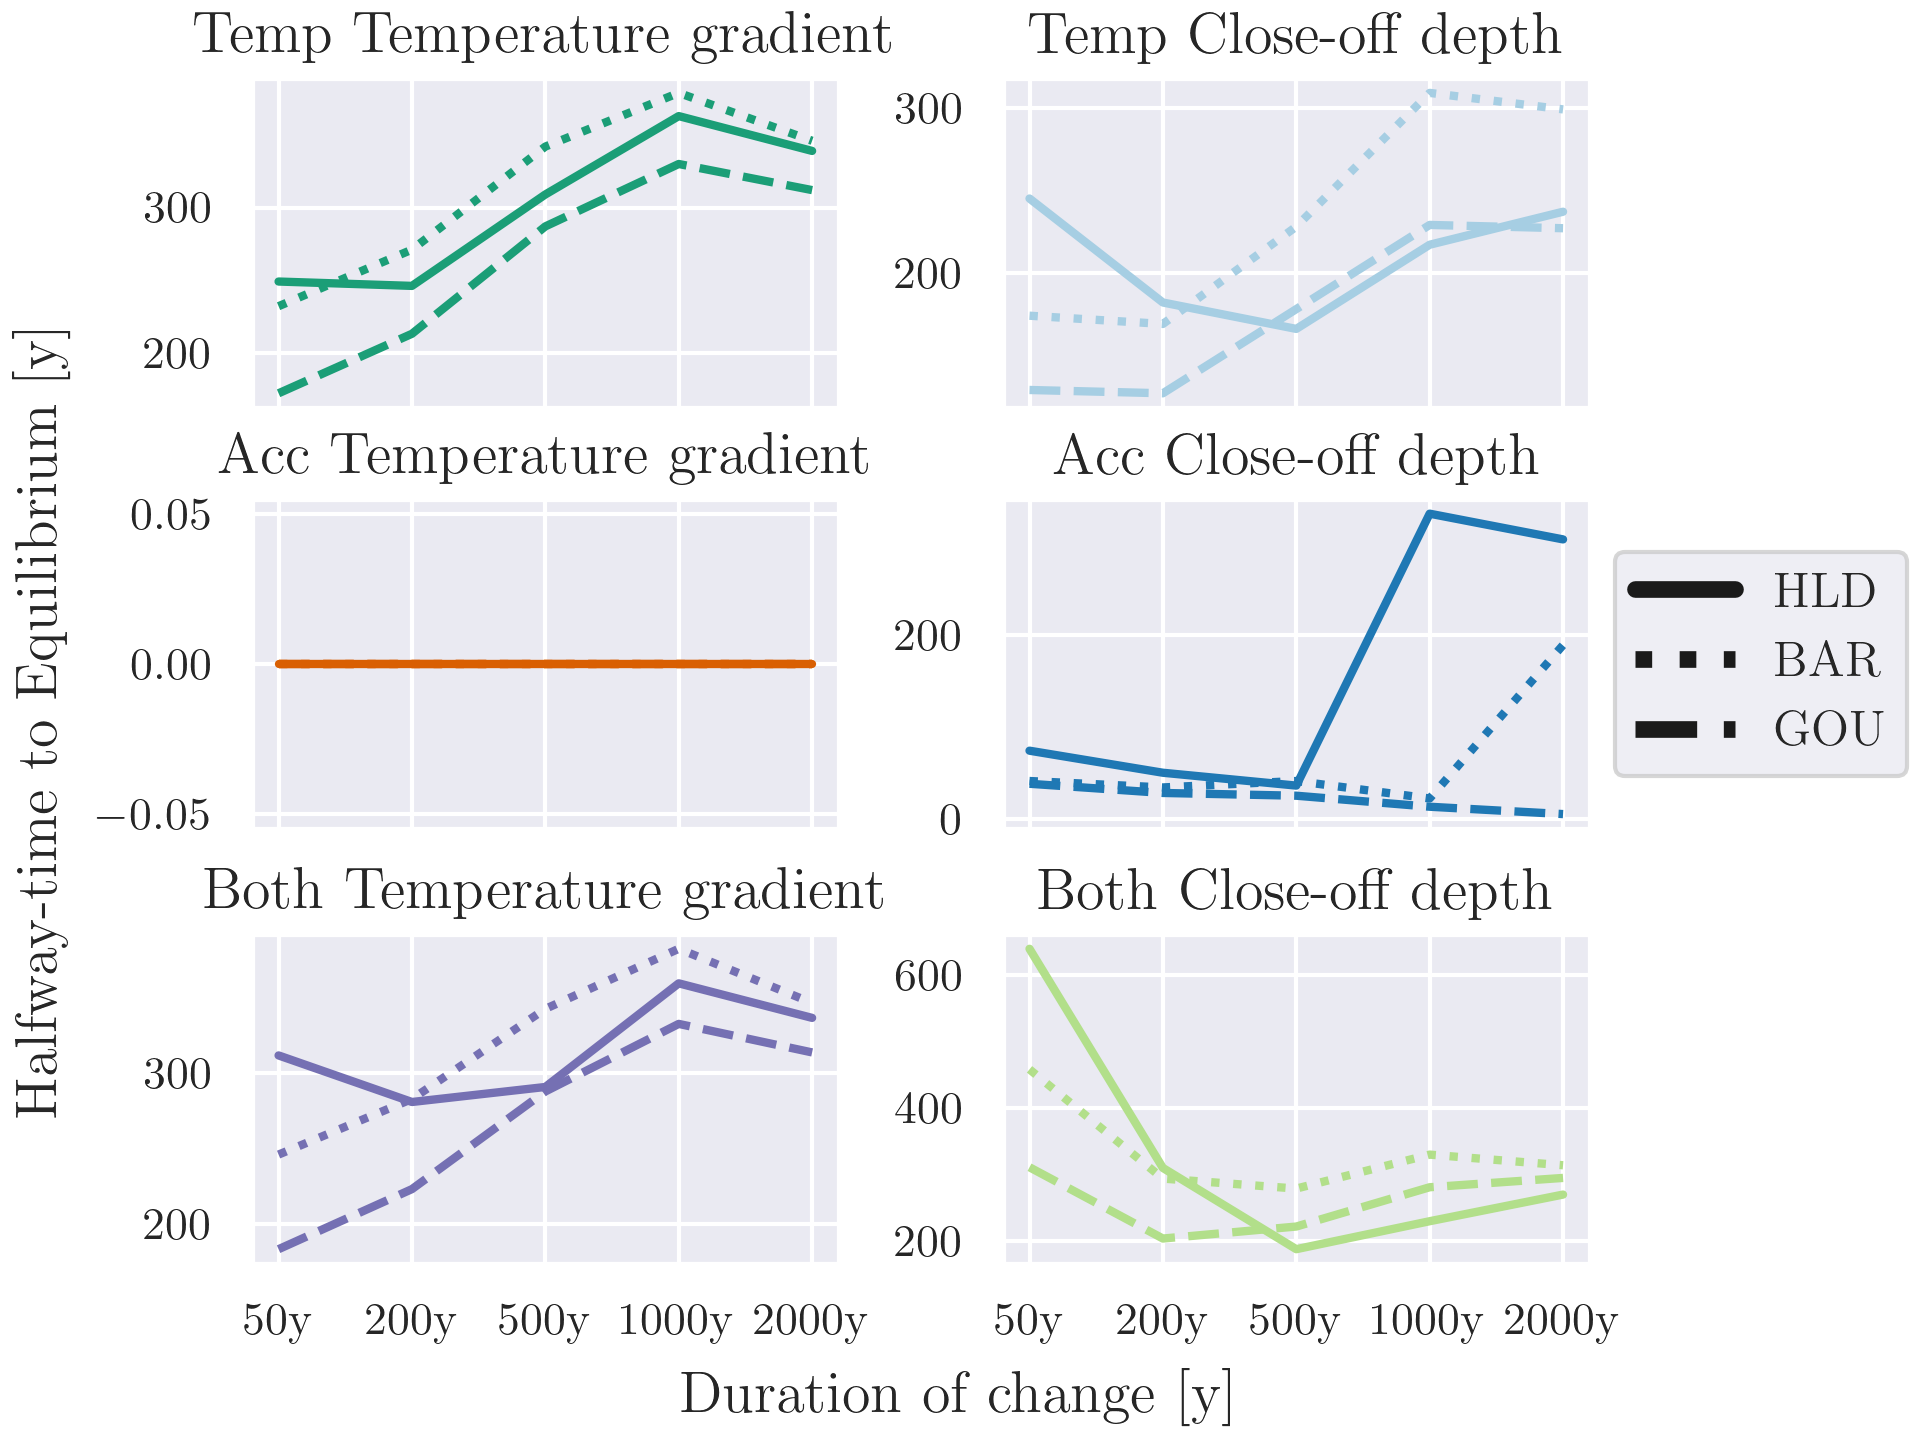 Temp Temperature gradient
Temp Close-off depth
300
200
300
200
Halfway-time to Equilibrium [y]
Acc Temperature gradient
Acc Close-off depth
0.05
0.00
−0.05
200
0
HLD
BAR
GOU
Both Temperature gradient
Both Close-off depth
300
200
600
400
200
50y 200y 500y 1000y 2000y
50y 200y 500y 1000y 2000y
Duration of change [y]